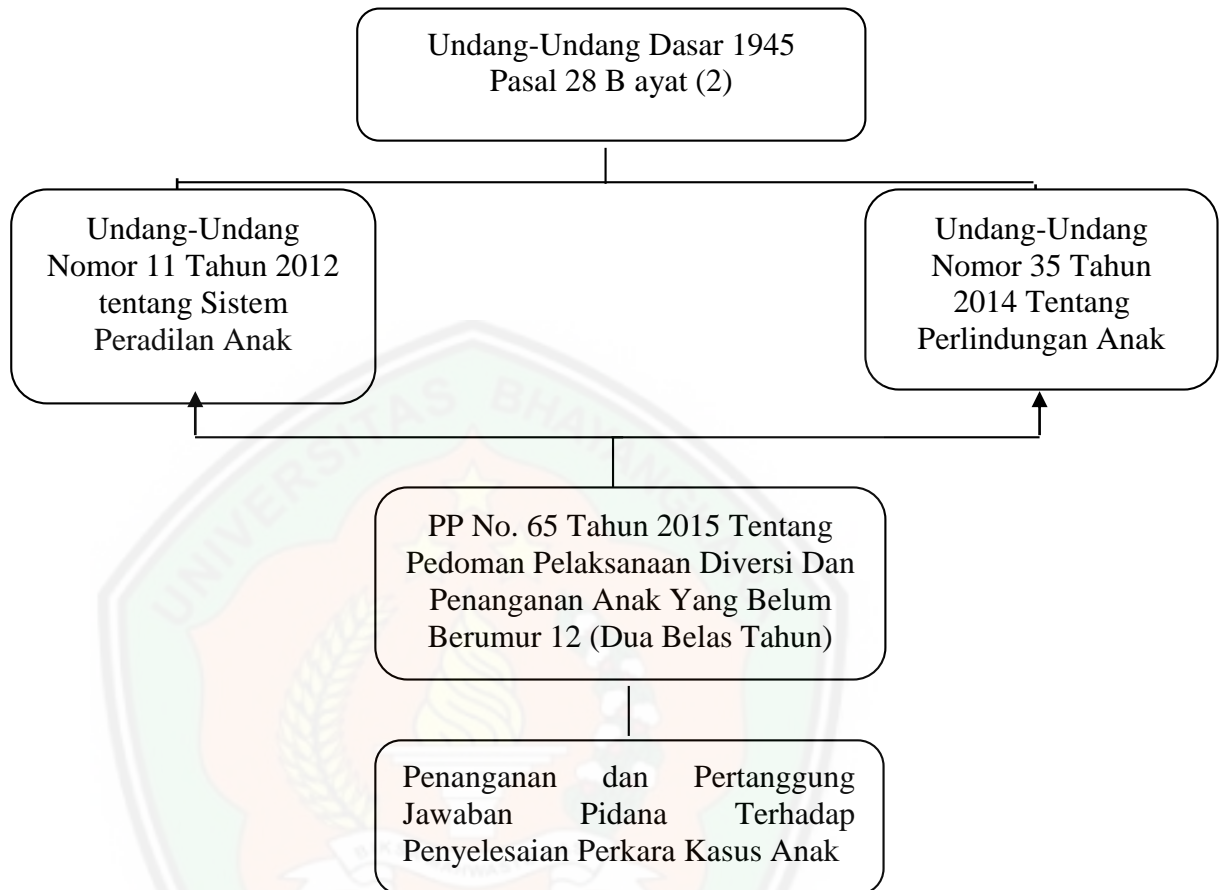 Undang-Undang Dasar 1945
Pasal 28 B ayat (2)
Undang-Undang
Nomor 11 Tahun 2012
tentang Sistem
Peradilan Anak
Undang-Undang
Nomor 35 Tahun
2014 Tentang
Perlindungan Anak
UNIVERSITAS BHAYANGKARA
PP No. 65 Tahun 2015 Tentang
Pedoman Pelaksanaan Diversi Dan
Penanganan Anak Yang Belum
Berumur 12 (Dua Belas Tahun)
Penanganan dan Pertanggung
Jawaban Pidana Terhadap
Penyelesaian Perkara Kasus Anak